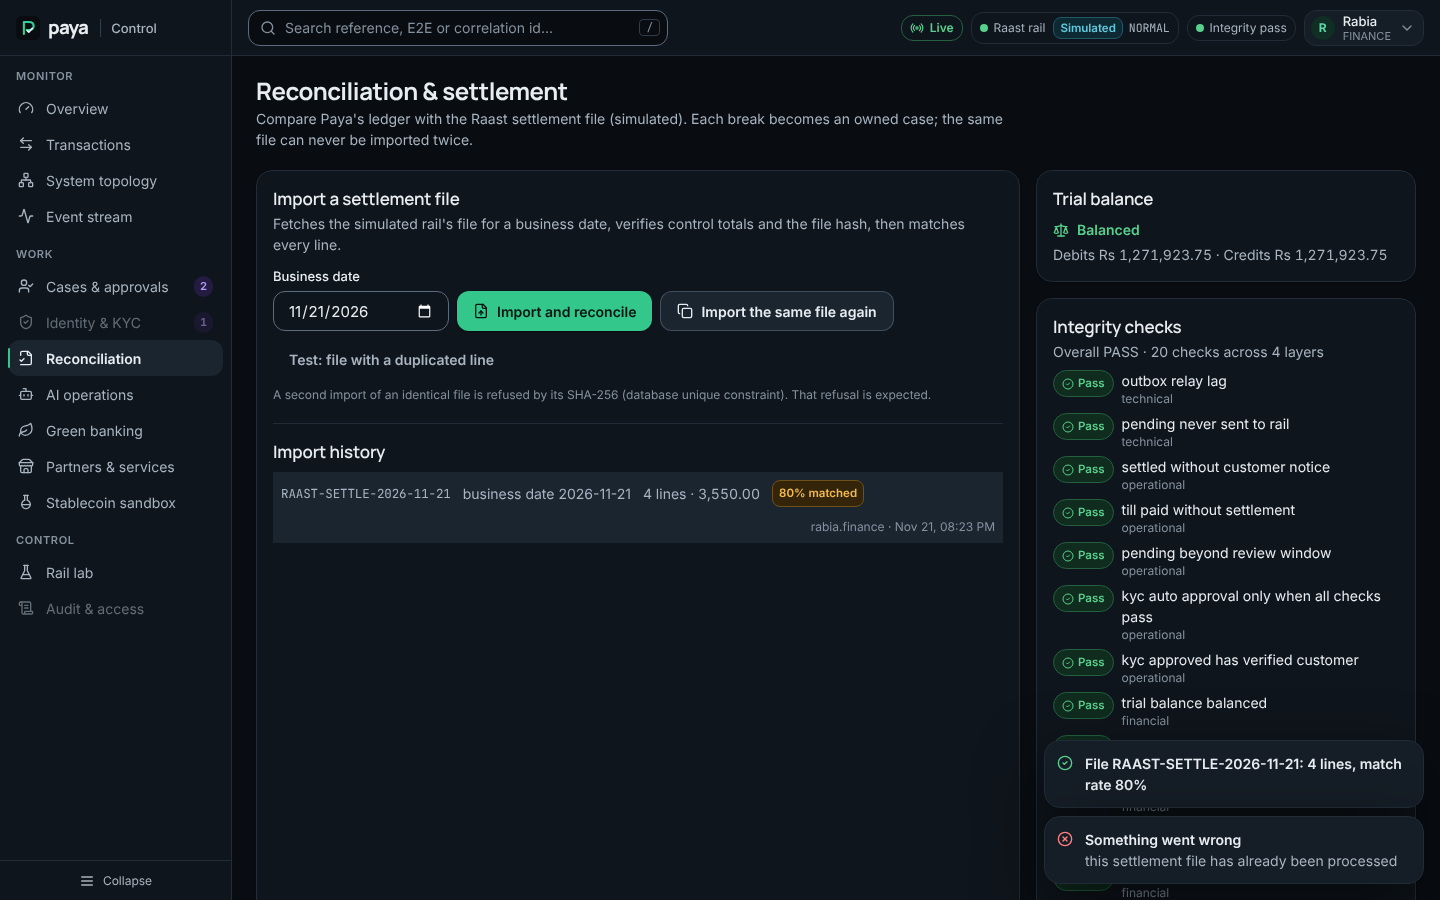 paya
Control
Search reference, E2E or correlation id...
/
Live
Raast rail
Simulated
NORMAL
Integrity pass
R
Rabia
FINANCE
MONITOR
Overview
Transactions
System topology
Event stream
WORK
Cases & approvals
2
Identity & KYC
1
Reconciliation
AI operations
Green banking
Partners & services
Stablecoin sandbox
CONTROL
Rail lab
Audit & access
Collapse
Reconciliation & settlement
Compare Paya's ledger with the Raast settlement file (simulated). Each break becomes an owned case; the same
file can never be imported twice.
Import a settlement file
Fetches the simulated rail's file for a business date, verifies control totals and the file hash, then matches
every line.
Business date
11/21/2026
Import and reconcile
Import the same file again
Test: file with a duplicated line
A second import of an identical file is refused by its SHA-256 (database unique constraint). That refusal is expected.
Import history
RAAST-SETTLE-2026-11-21
business date 2026-11-21
4 lines · 3,550.00
80% matched
rabia.finance · Nov 21, 08:23 PM
Trial balance
Balanced
Debits Rs 1,271,923.75 · Credits Rs 1,271,923.75
Integrity checks
Overall PASS · 20 checks across 4 layers
Pass
outbox relay lag
technical
Pass
pending never sent to rail
technical
Pass
settled without customer notice
operational
Pass
till paid without settlement
operational
Pass
pending beyond review window
operational
Pass
kyc auto approval only when all checks
pass
operational
Pass
kyc approved has verified customer
operational
Pass
trial balance balanced
financial
File RAAST-SETTLE-2026-11-21: 4 lines, match
rate 80%
financial
Something went wrong
this settlement file has already been processed
financial